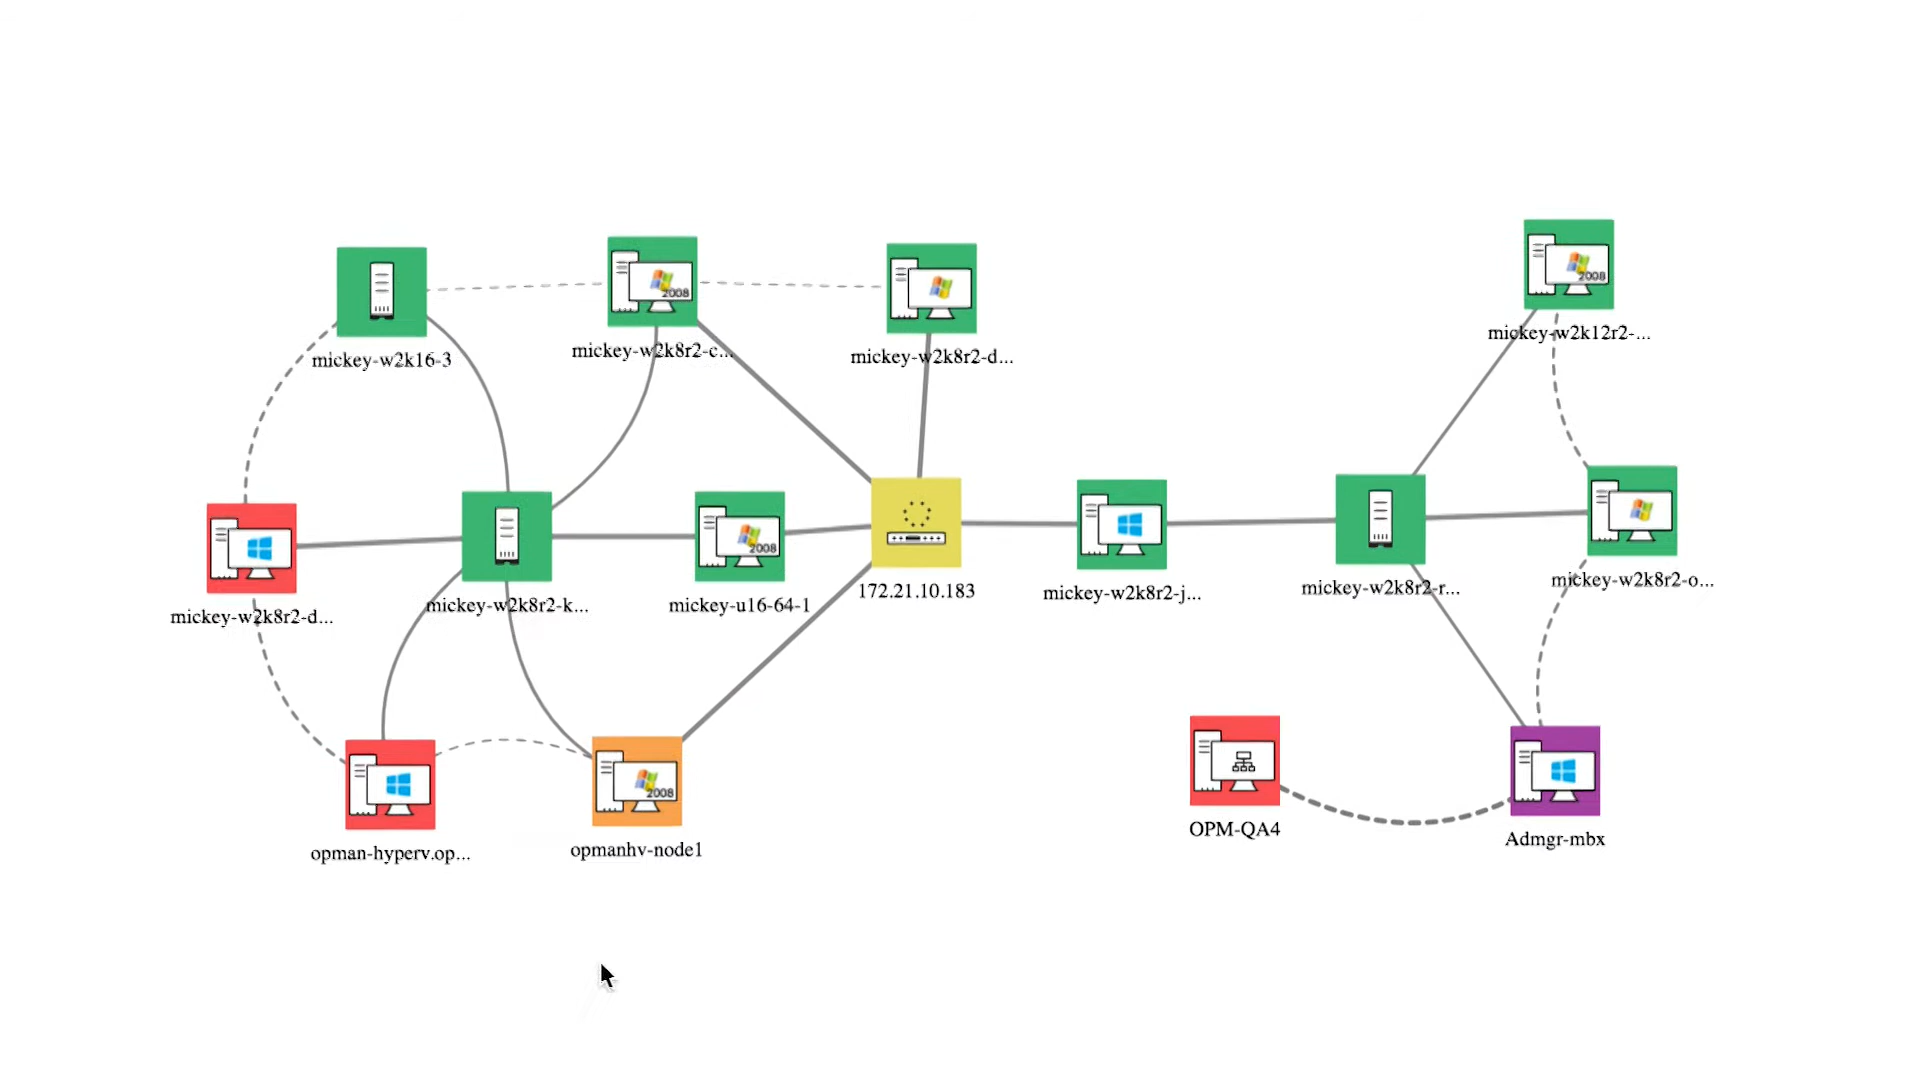 mickey-w2k12r2-...
2008
mickey-w2k16-3
2008
mickey-w2k8r2-c...
mickey-w2k8r2-d...
mickey-w2k8r2-d...
mickey-w2k8r2-k...
2008
mickey-u16-64-1
172.21.10.183
mickey-w2k8r2-j...
mickey-w2k8r2-r...
mickey-w2k8r2-o...
opman-hyperv.op...
2008
opmanhv-node1
OPM-QA4
Admgr-mbx